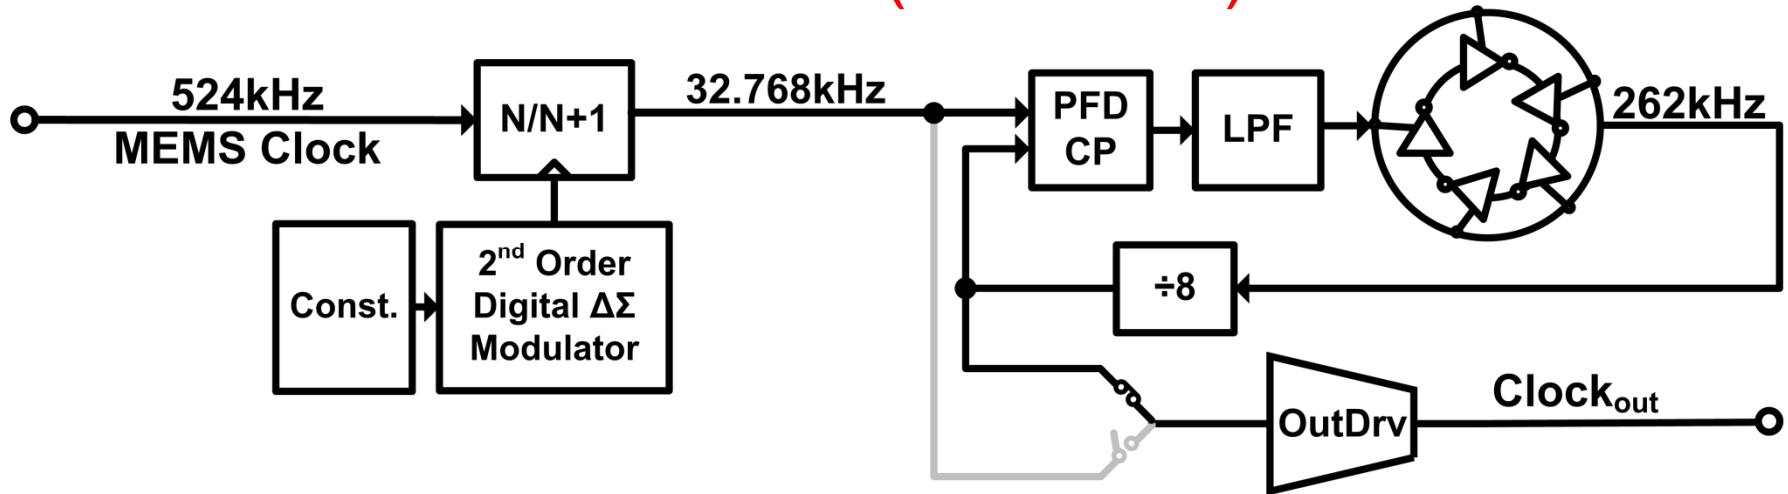 524kHz
MEMS Clock
N/N+1
32.768kHz
PFD
CP
LPF
262kHz
Const.
2nd Order
Digital ΔΣ
Modulator
÷8
OutDrv
Clockout